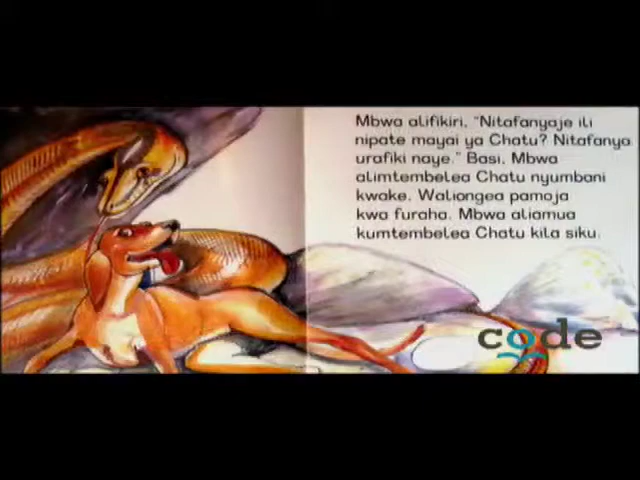 Mbwa alifikiri, "Nitafanyaje ili
nipate mayai ya Chatu? Nitafanya
urafiki naye." Basi, Mbwa
alimtembelea Chatu nyumbani
kwake. Waliongea pamoja
kwa furaha. Mbwa aliamua
kumtembelea Chatu kila siku.
code